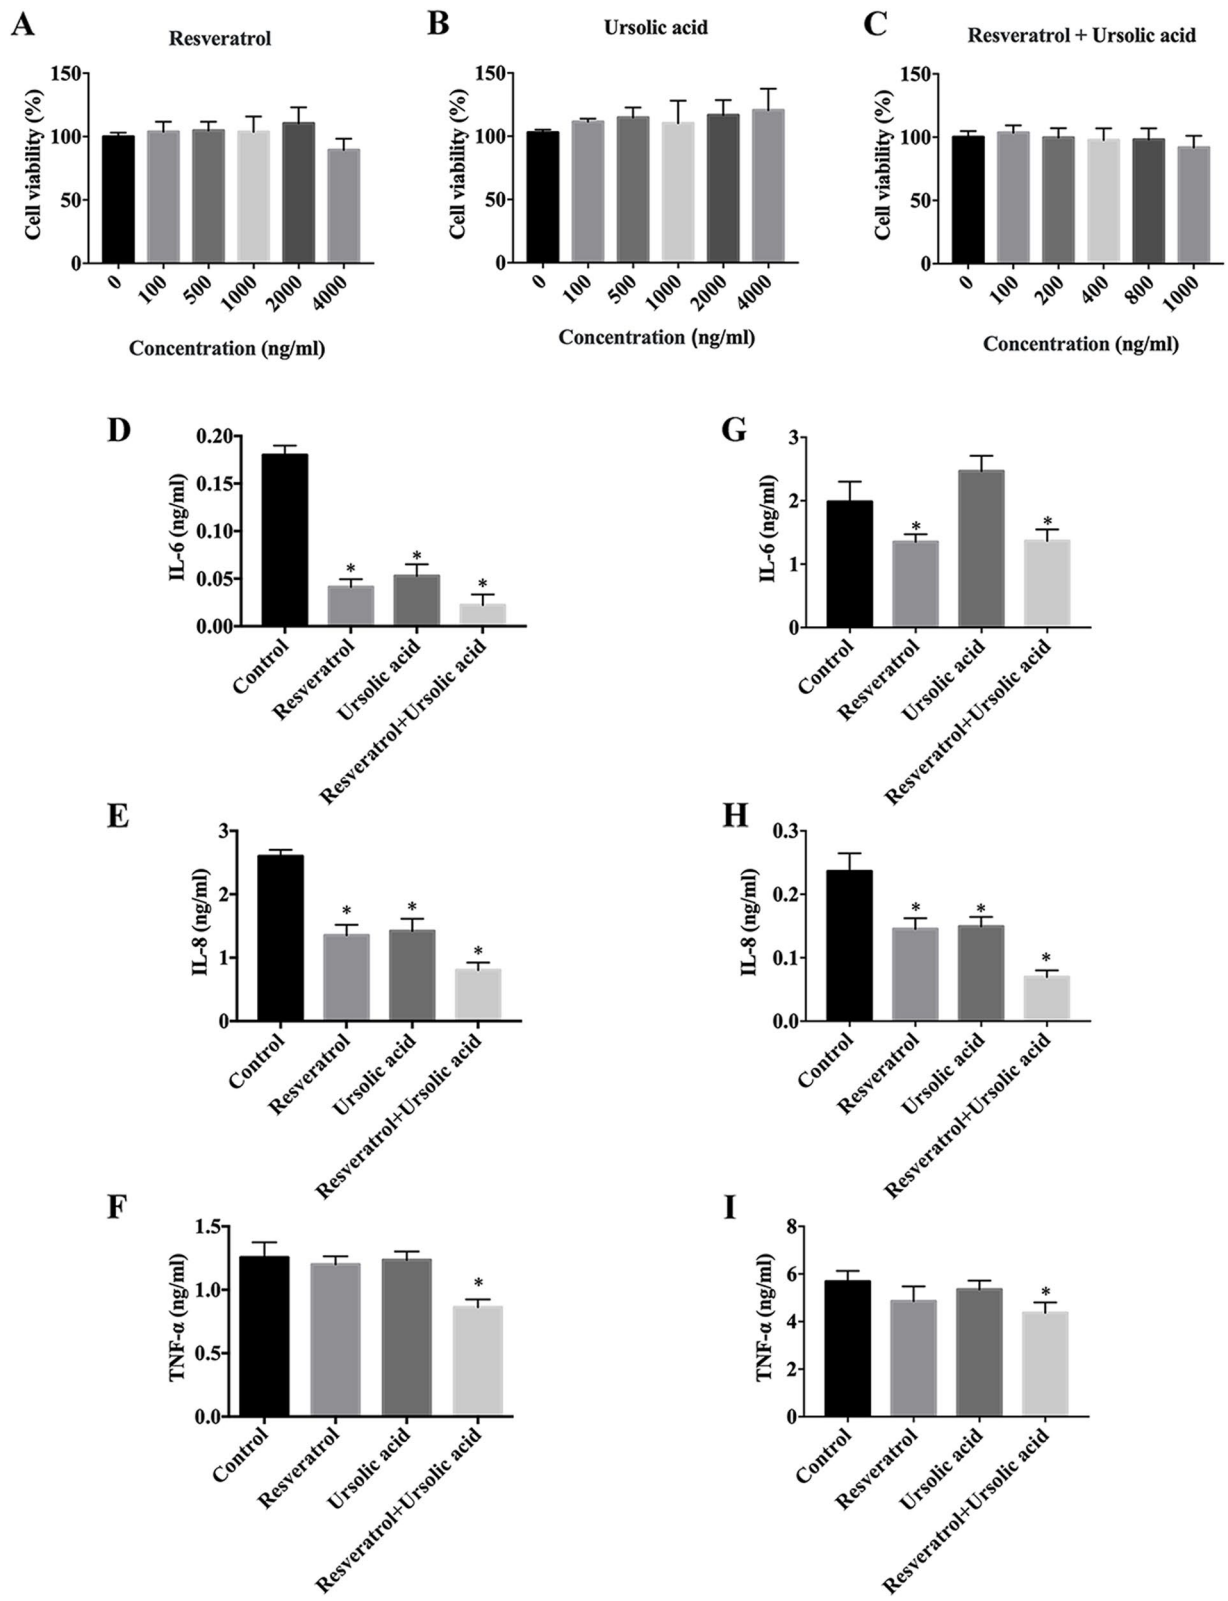 A
Resveratrol
Cell viability (%)
150
100
50
0
0
100
500
1000
2000
4000
Concentration (ng/ml)
B
Ursolic acid
Cell viability (%)
150
100
50
0
0
100
500
1000
2000
4000
Concentration (ng/ml)
C
Resveratrol + Ursolic acid
Cell viability (%)
150
100
50
0
0
100
200
400
800
1000
Concentration (ng/ml)
D
IL-6 (ng/ml)
0.20
0.15
0.10
0.05
0.00
*
*
*
Control
Resveratrol
Ursolic acid
Resveratrol+Ursolic acid
G
IL-6 (ng/ml)
3
2
1
0
*
*
Control
Resveratrol
Ursolic acid
Resveratrol+Ursolic acid
E
IL-8 (ng/ml)
3
2
1
0
*
*
*
Control
Resveratrol
Ursolic acid
Resveratrol+Ursolic acid
H
IL-8 (ng/ml)
0.3
0.2
0.1
0.0
*
*
*
Control
Resveratrol
Ursolic acid
Resveratrol+Ursolic acid
F
TNF-α (ng/ml)
1.5
1.0
0.5
0.0
*
Control
Resveratrol
Ursolic acid
Resveratrol+Ursolic acid
I
TNF-α (ng/ml)
8
6
4
2
0
*
Control
Resveratrol
Ursolic acid
Resveratrol+Ursolic acid